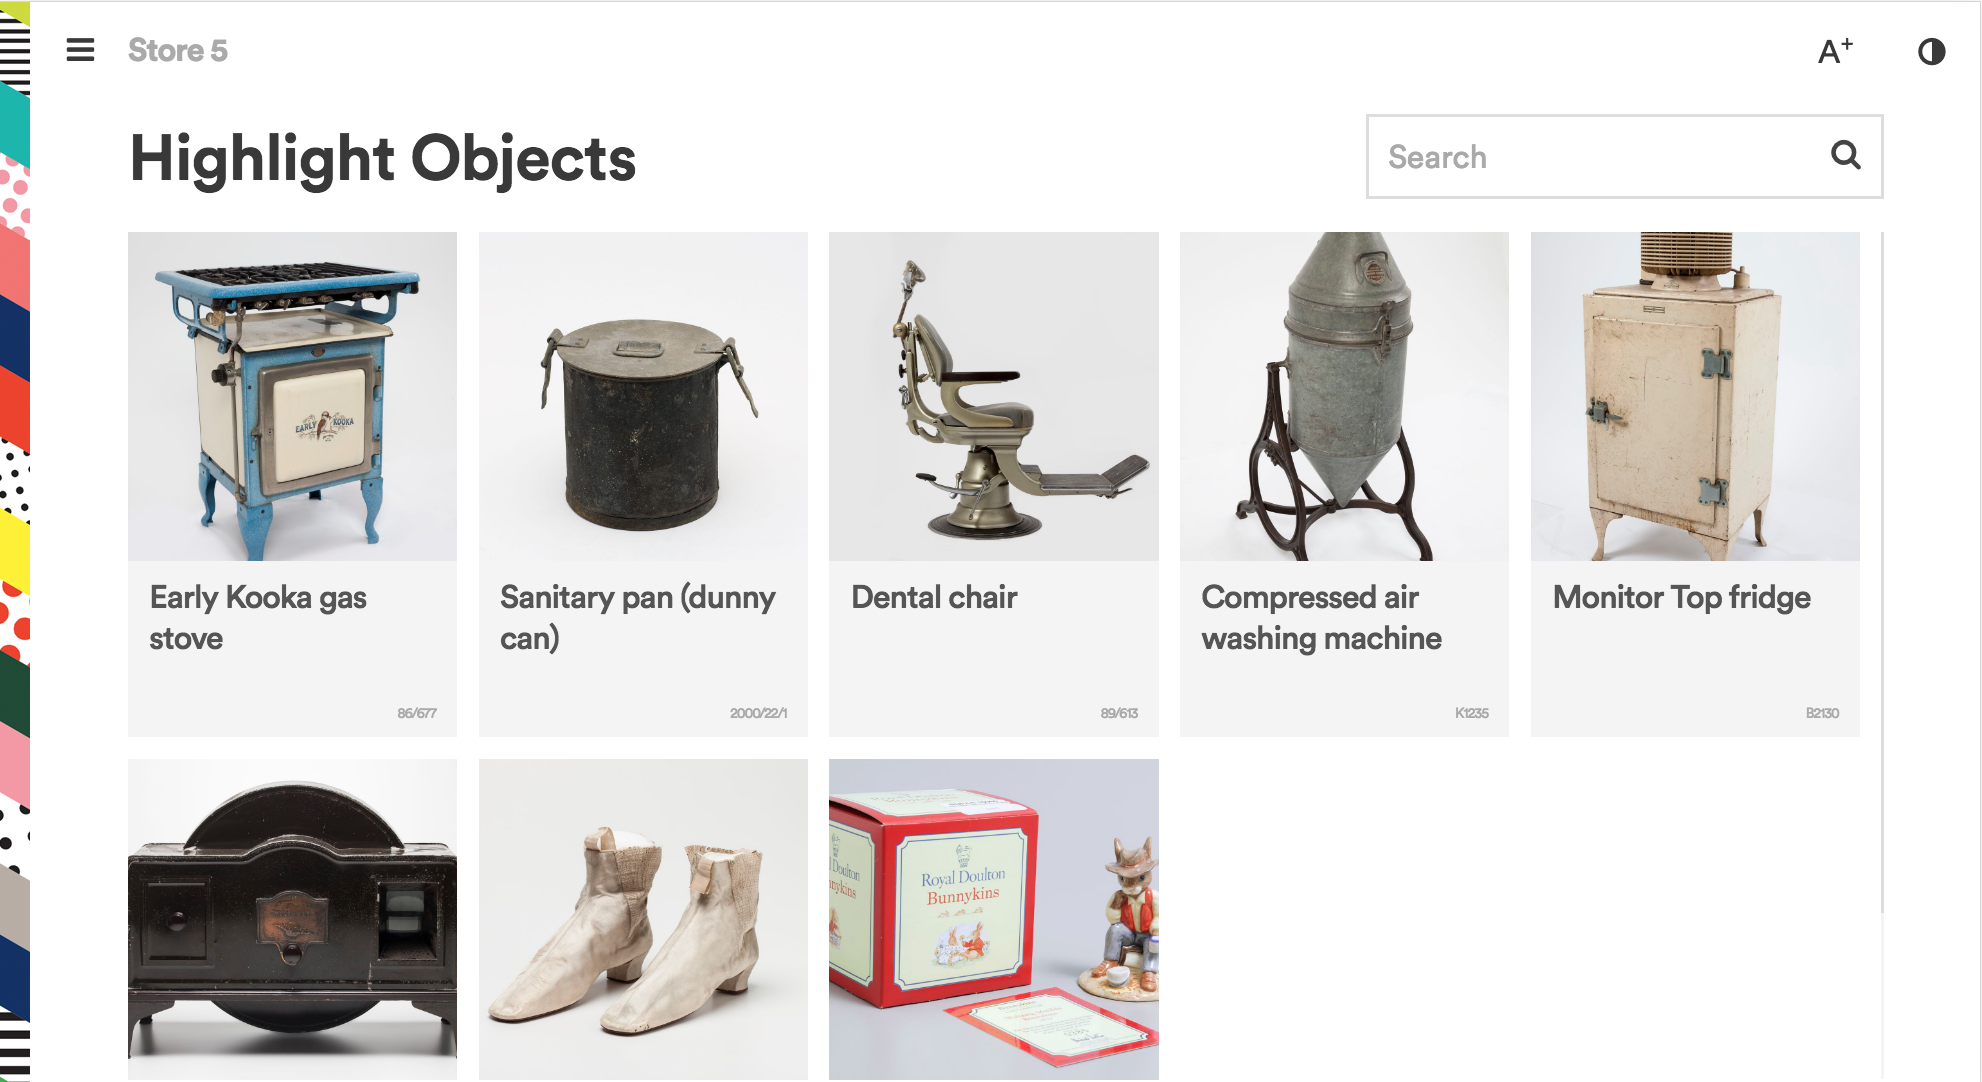 Store 5
A+
Highlight Objects
Search
EARLY KOOKA
Early Kooka gas
stove
86/677
Sanitary pan (dunny
can)
2000/22/1
Dental chair
89/613
Compressed air
washing machine
K1235
Monitor Top fridge
B2130
Bunnykins
Royal Doulton
Bunnykins